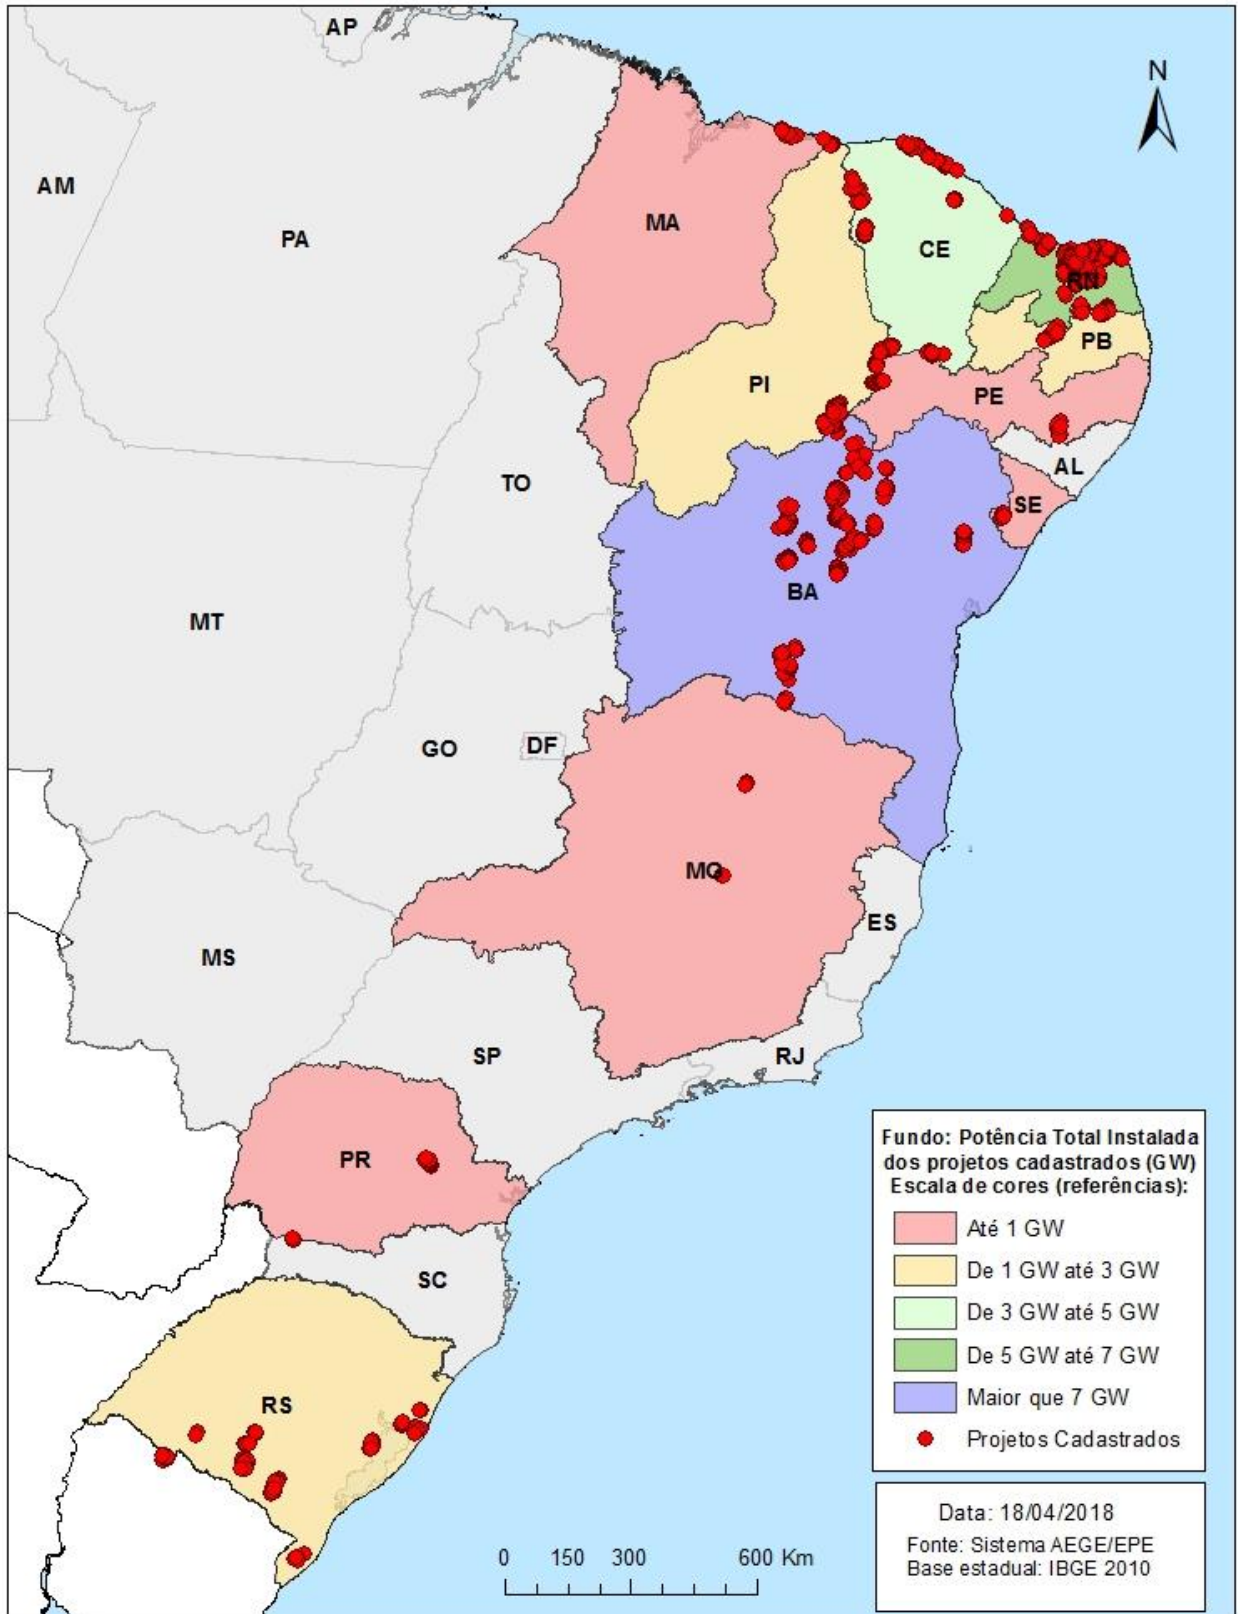 AP
N
AM
PA
MA
CE
RN
PB
PI
PE
AL
TO
SE
BA
MT
GO
DF
MG
ES
MS
SP
RJ
PR
SC
RS
Fundo: Potência Total Instalada
dos projetos cadastrados (GW)
Escala de cores (referências):
Até 1 GW
De 1 GW até 3 GW
De 3 GW até 5 GW
De 5 GW até 7 GW
Maior que 7 GW
Projetos Cadastrados
Data: 18/04/2018
Fonte: Sistema AEGE/EPE
Base estadual: IBGE 2010
0 150 300 600 Km